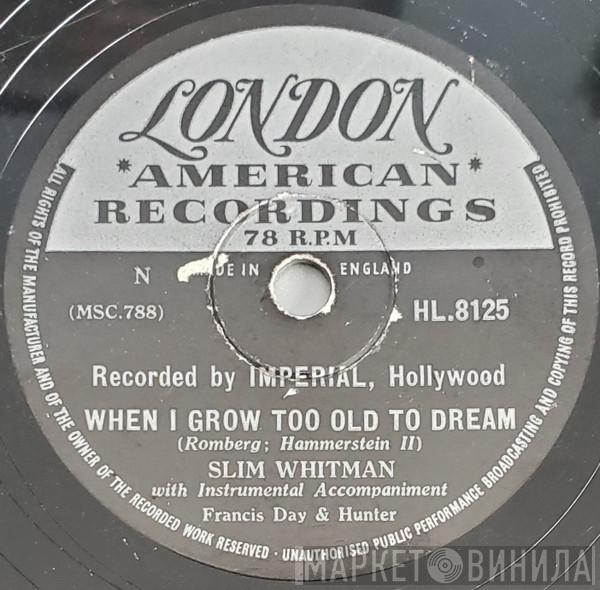 LONDON
*AMERICAN*
RECORDINGS
78 R.P.M
MADE IN ENGLAND
N
(MSC.788)
HL.8125
Recorded by IMPERIAL, Hollywood
WHEN I GROW TOO OLD TO DREAM
(Romberg; Hammerstein II)
SLIM WHITMAN
with Instrumental Accompaniment
Francis Day & Hunter
ALL RIGHTS OF THE MANUFACTURER AND OF THE OWNER OF THE RECORDED WORK RESERVED · UNAUTHORISED PUBLIC PERFORMANCE BROADCASTING AND COPYING OF THIS RECORD PROHIBITED
МАРКЕТ ВИНИЛА